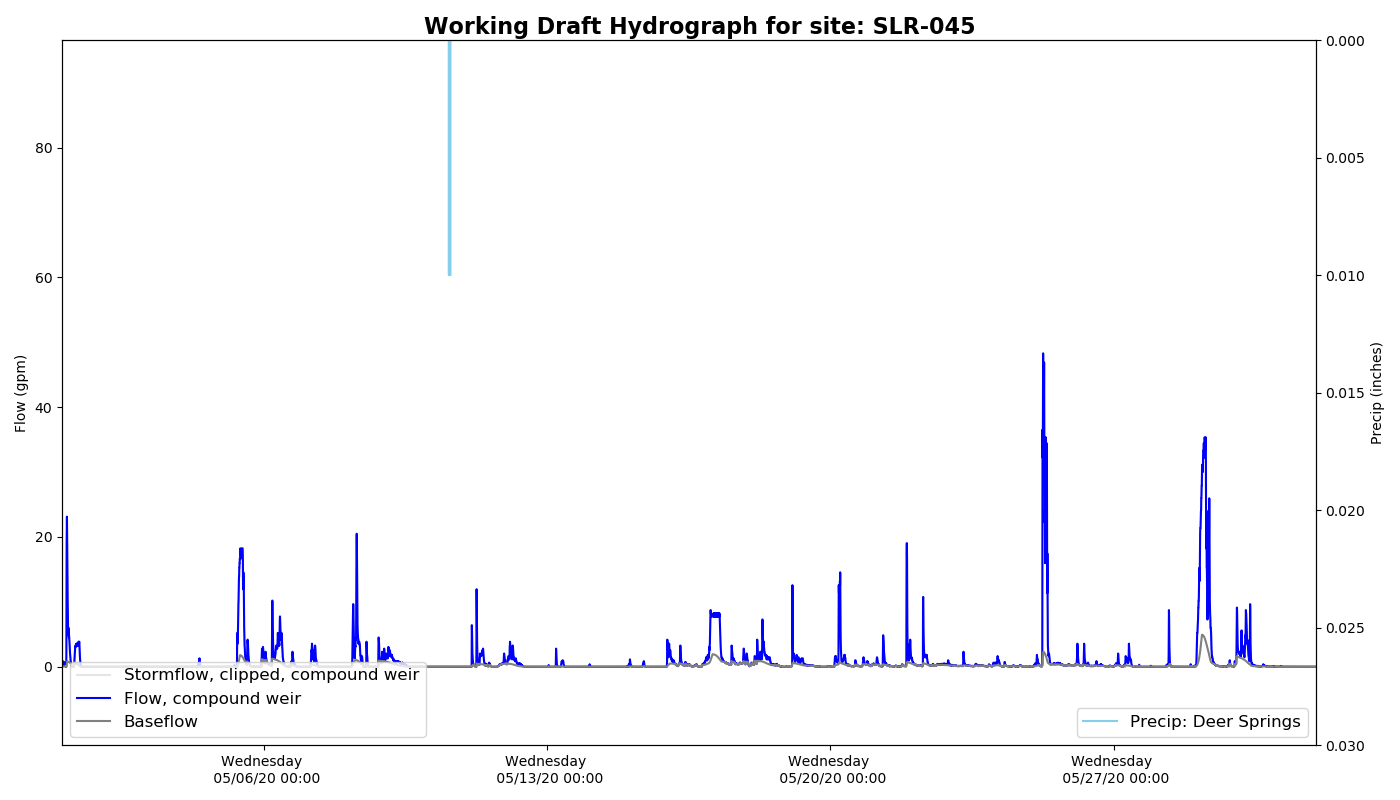 Working Draft Hydrograph for site: SLR-045
80
60
40
20
0
Flow (gpm)
0.000
0.005
0.010
0.015
0.020
0.025
0.030
Precip (inches)
Stormflow, clipped, compound weir
Flow, compound weir
Baseflow
Precip: Deer Springs
Wednesday
05/06/20 00:00
Wednesday
05/13/20 00:00
Wednesday
05/20/20 00:00
Wednesday
05/27/20 00:00